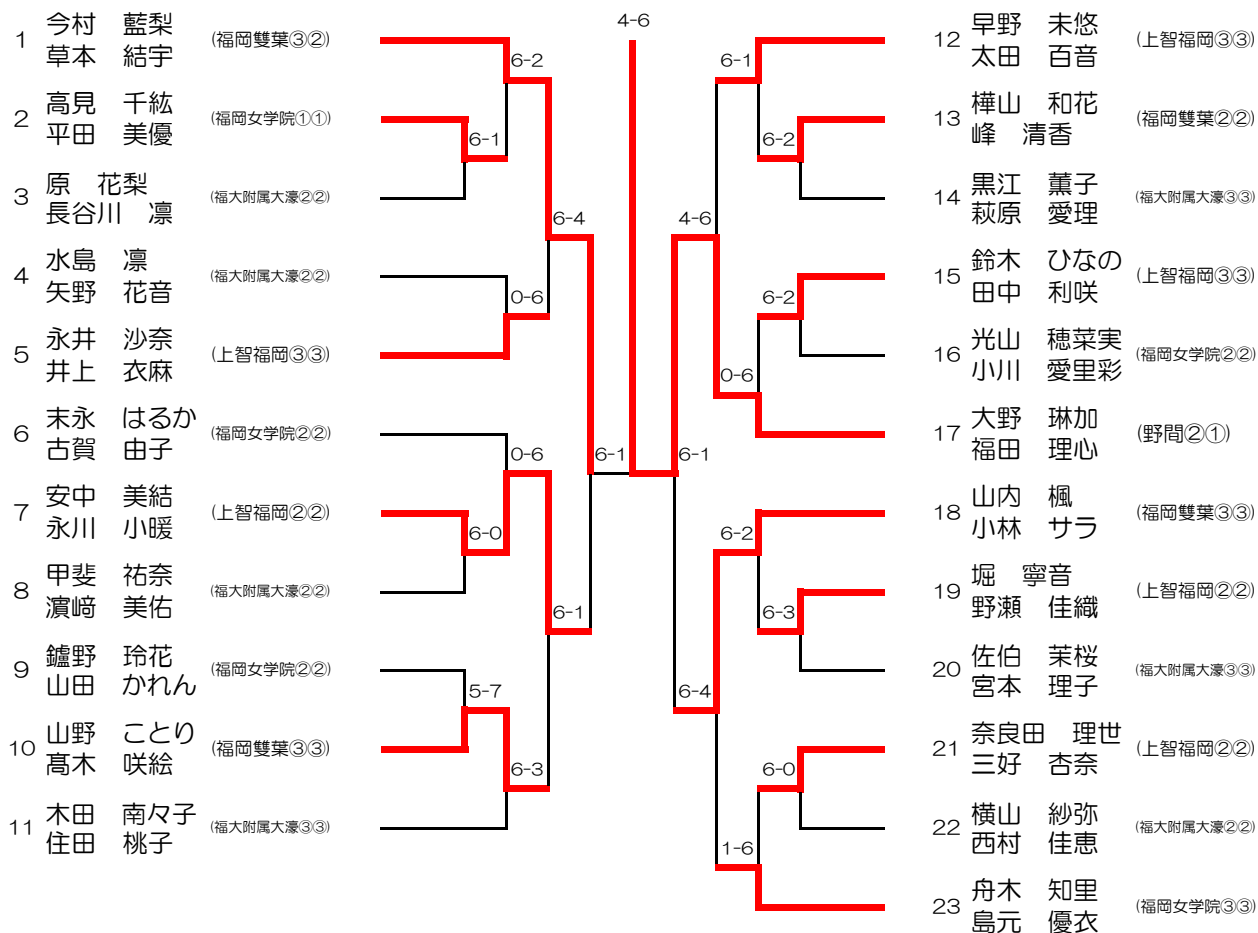 4-6
1 今村 藍梨 (福岡雙葉③②)
草本 結宇
6-2
2 高見 千紘 (福岡女学院①①)
平田 美優
6-1
3 原 花梨 (福大附属大濠②②)
長谷川 凛
6-4
4 水島 凛 (福大附属大濠②②)
矢野 花音
0-6
5 永井 沙奈 (上智福岡③③)
井上 衣麻
6 末永 はるか (福岡女学院②②)
古賀 由子
0-6
6-1
7 安中 美結 (上智福岡②②)
永川 小暖
6-0
8 甲斐 祐奈 (福大附属大濠②②)
濵﨑 美佑
6-1
9 鑪野 玲花 (福岡女学院②②)
山田 かれん
5-7
10 山野 ことり (福岡雙葉③③)
髙木 咲絵
6-3
11 木田 南々子 (福大附属大濠③③)
住田 桃子
12 早野 未悠 (上智福岡③③)
太田 百音
6-1
13 樺山 和花 (福岡雙葉②②)
峰 清香
6-2
14 黒江 薫子 (福大附属大濠③③)
萩原 愛理
4-6
15 鈴木 ひなの (上智福岡③③)
田中 利咲
6-2
16 光山 穂菜実 (福岡女学院②②)
小川 愛里彩
0-6
17 大野 琳加 (野間②①)
福田 理心
6-1
18 山内 楓 (福岡雙葉③③)
小林 サラ
6-2
19 堀 寧音 (上智福岡②②)
野瀬 佳織
6-3
20 佐伯 茉桜 (福大附属大濠③③)
宮本 理子
6-4
21 奈良田 理世 (上智福岡②②)
三好 杏奈
6-0
22 横山 紗弥 (福大附属大濠②②)
西村 佳恵
1-6
23 舟木 知里 (福岡女学院③③)
島元 優衣